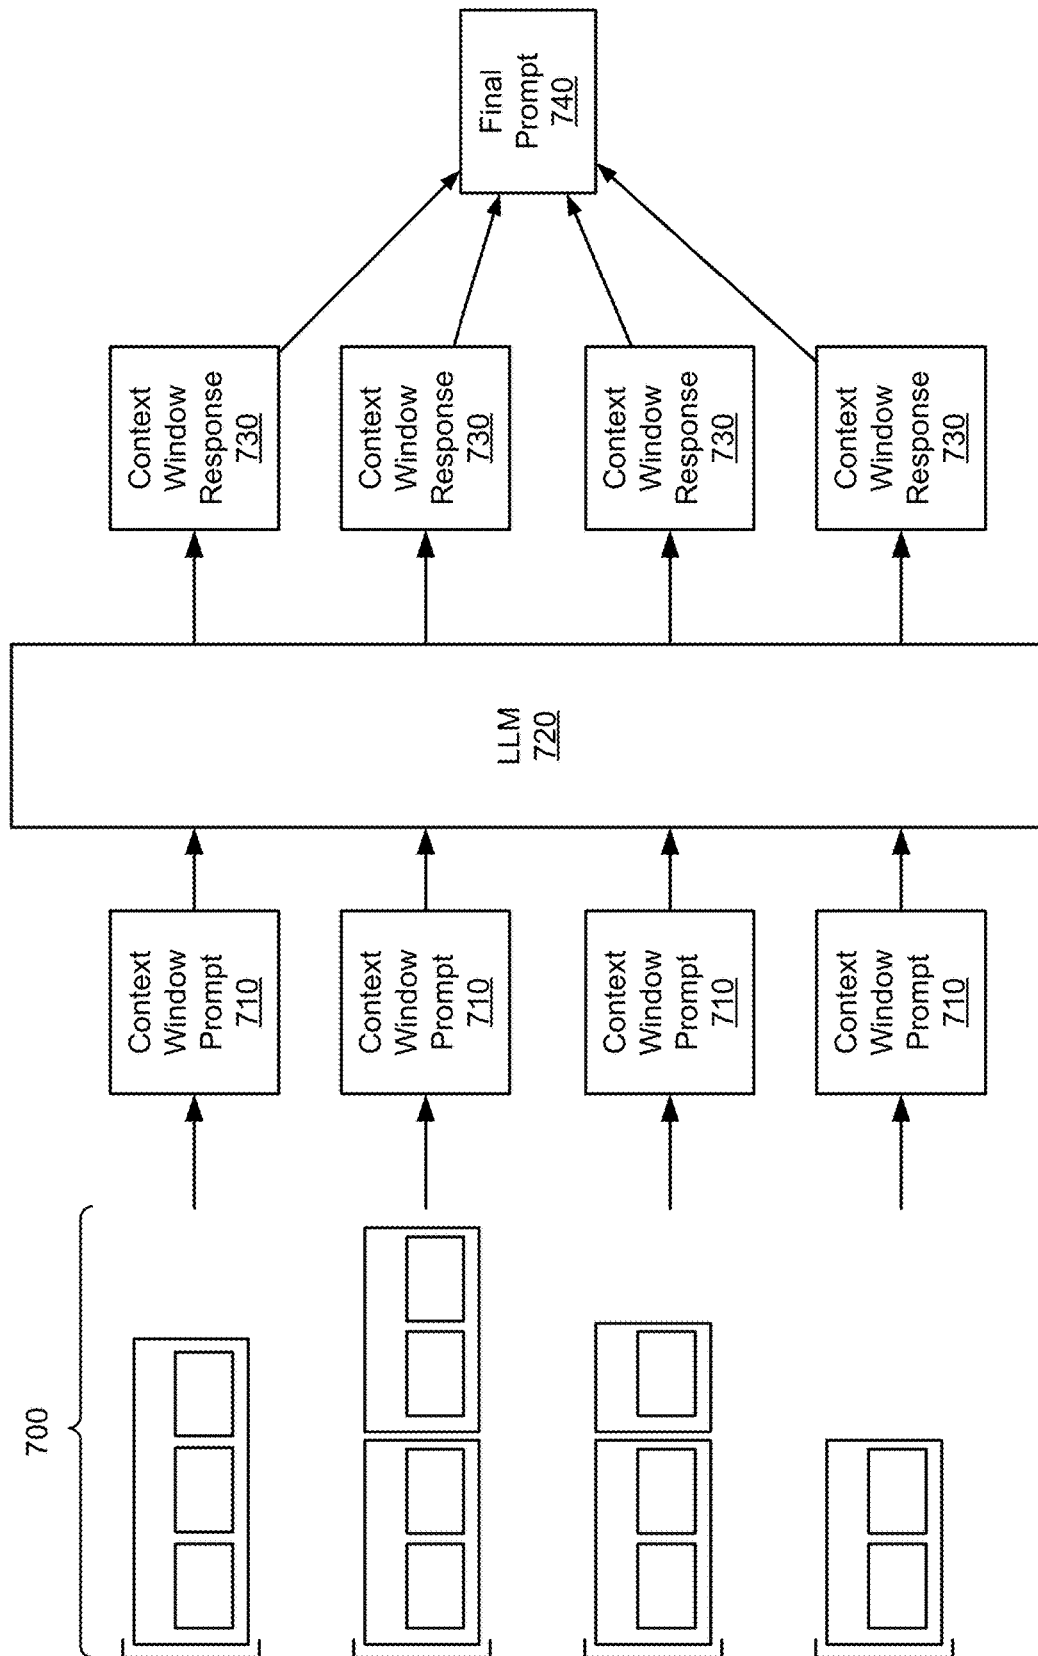 700
Context
Window
Prompt
710
Context
Window
Prompt
710
Context
Window
Prompt
710
Context
Window
Prompt
710
LLM
720
Context
Window
Response
730
Context
Window
Response
730
Context
Window
Response
730
Context
Window
Response
730
Final
Prompt
740